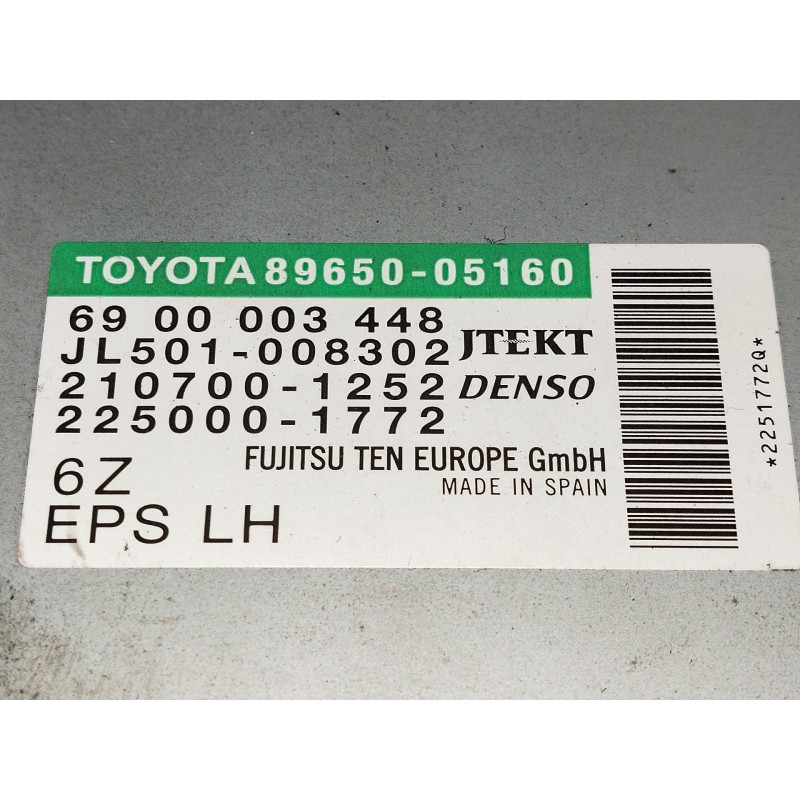 TOYOTA 89650-05160
69 00 003 448
JL501-008302 JTEKT
210700-1252 DENSO
225000-1772
FUJITSU TEN EUROPE GmbH
6Z MADE IN SPAIN
EPS LH
*2251772Q*